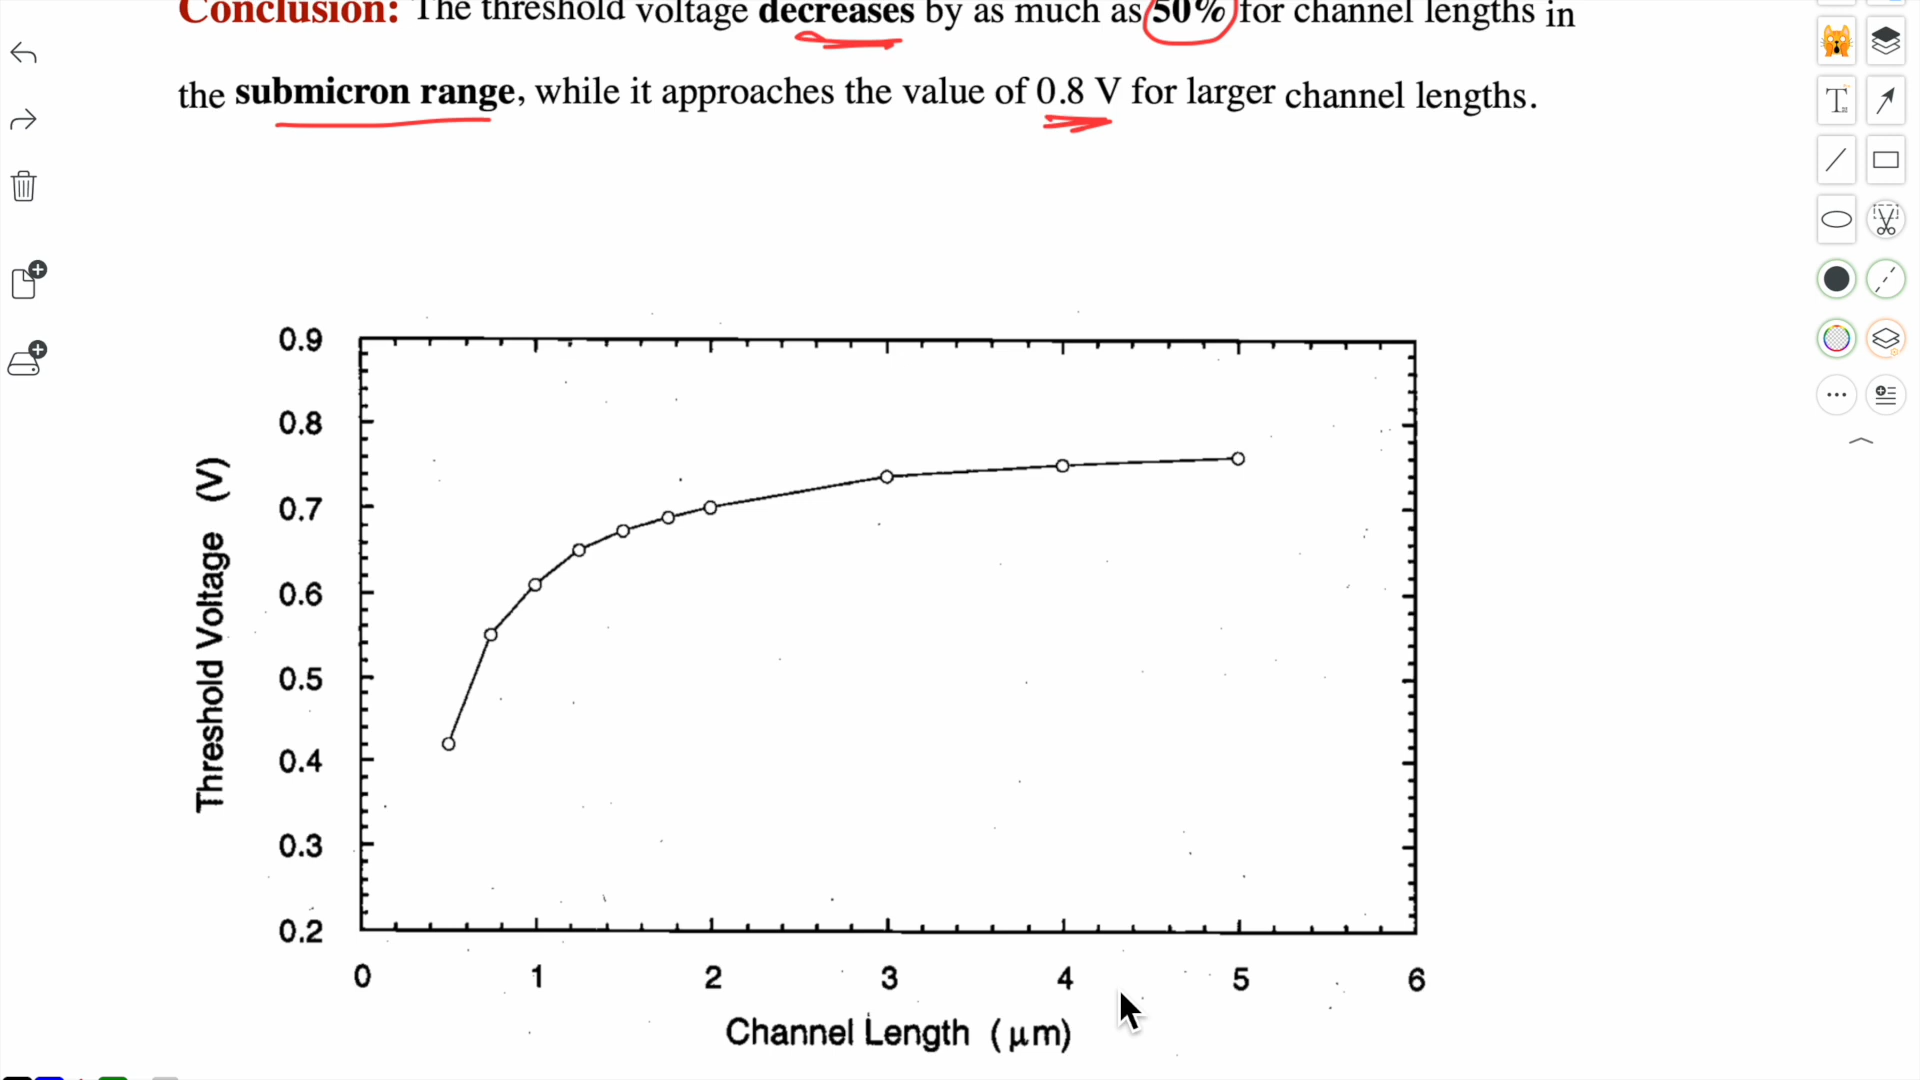 Conclusion: The threshold voltage decreases by as much as 50% for channel lengths in
the submicron range, while it approaches the value of 0.8 V for larger channel lengths.
0.9
0.8
0.7
0.6
0.5
0.4
0.3
0.2
Threshold Voltage (V)
0 1 2 3 4 5 6
Channel Length (μm)
T